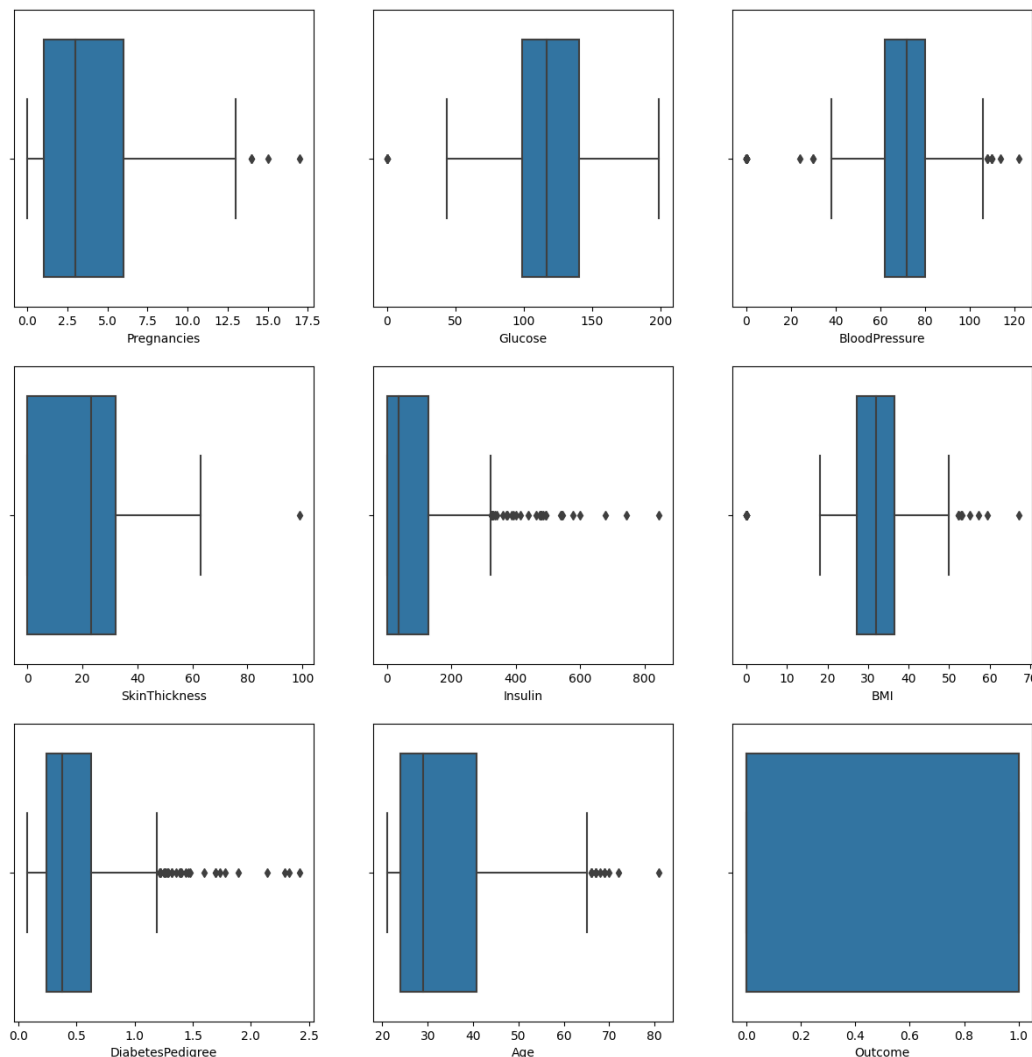 0.0 2.5 5.0 7.5 10.0 12.5 15.0 17.5
Pregnancies
0 50 100 150 200
Glucose
0 20 40 60 80 100 120
BloodPressure
0 20 40 60 80 100
SkinThickness
0 200 400 600 800
Insulin
0 10 20 30 40 50 60 70
BMI
0.0 0.5 1.0 1.5 2.0 2.5
DiabetesPedigree
20 30 40 50 60 70 80
Age
0.0 0.2 0.4 0.6 0.8 1.0
Outcome